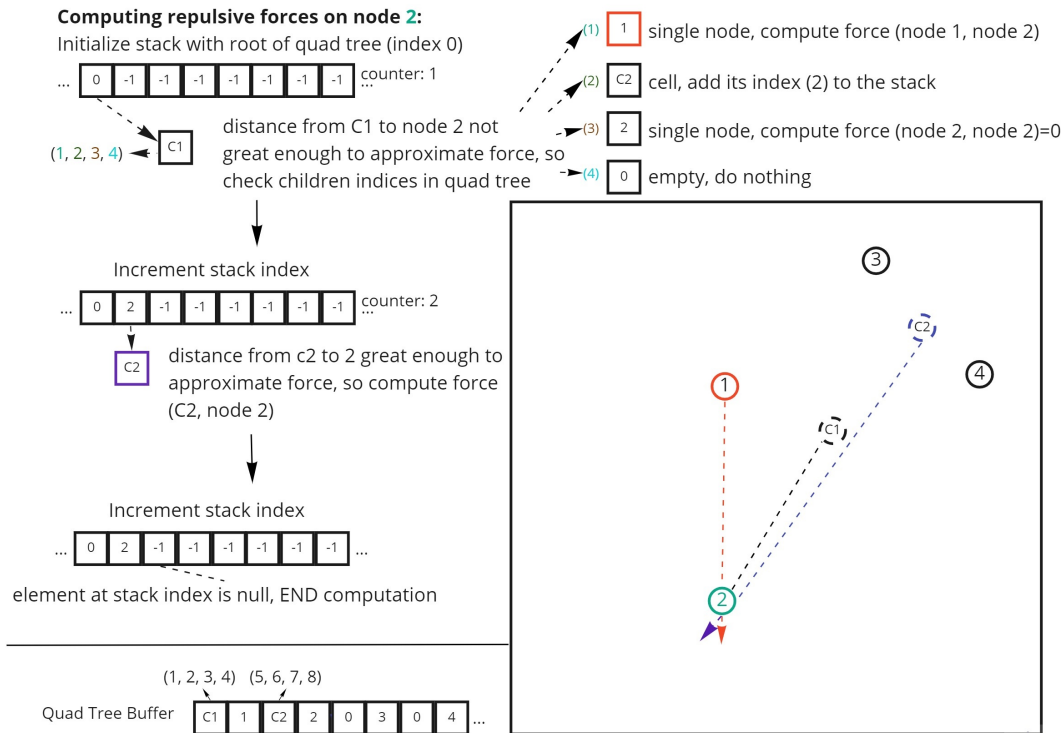 Computing repulsive forces on node 2:
Initialize stack with root of quad tree (index 0)
... 0 -1 -1 -1 -1 -1 -1 -1 ... counter: 1
C1
(1, 2, 3, 4)
distance from C1 to node 2 not
great enough to approximate force, so
check children indices in quad tree
(1) 1 single node, compute force (node 1, node 2)
(2) C2 cell, add its index (2) to the stack
(3) 2 single node, compute force (node 2, node 2)=0
(4) 0 empty, do nothing
Increment stack index
... 0 2 -1 -1 -1 -1 -1 -1 ... counter: 2
C2
distance from c2 to 2 great enough to
approximate force, so compute force
(C2, node 2)
Increment stack index
... 0 2 -1 -1 -1 -1 -1 -1 ...
element at stack index is null, END computation
(1, 2, 3, 4) (5, 6, 7, 8)
Quad Tree Buffer C1 1 C2 2 0 3 0 4 ...
3
C2
4
1
C1
2